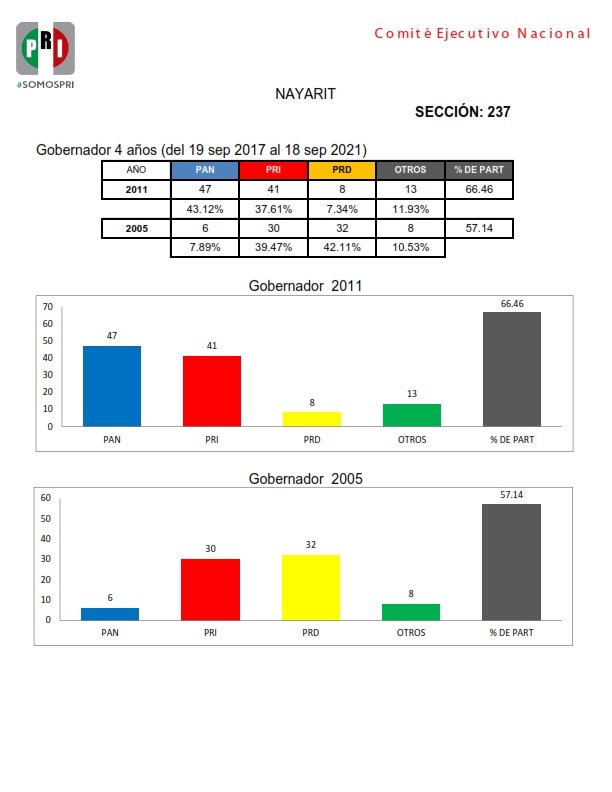 PRI
#SOMOSPRI
Comité Ejecutivo Nacional
NAYARIT
SECCIÓN: 237
Gobernador 4 años (del 19 sep 2017 al 18 sep 2021)
AÑO PAN PRI PRD OTROS % DE PART
2011 47 41 8 13 66.46
43.12% 37.61% 7.34% 11.93%
2005 6 30 32 8 57.14
7.89% 39.47% 42.11% 10.53%
Gobernador 2011
70
60
50
40
30
20
10
0
47 41 8 13 66.46
PAN PRI PRD OTROS % DE PART
Gobernador 2005
60
50
40
30
20
10
0
6 30 32 8 57.14
PAN PRI PRD OTROS % DE PART